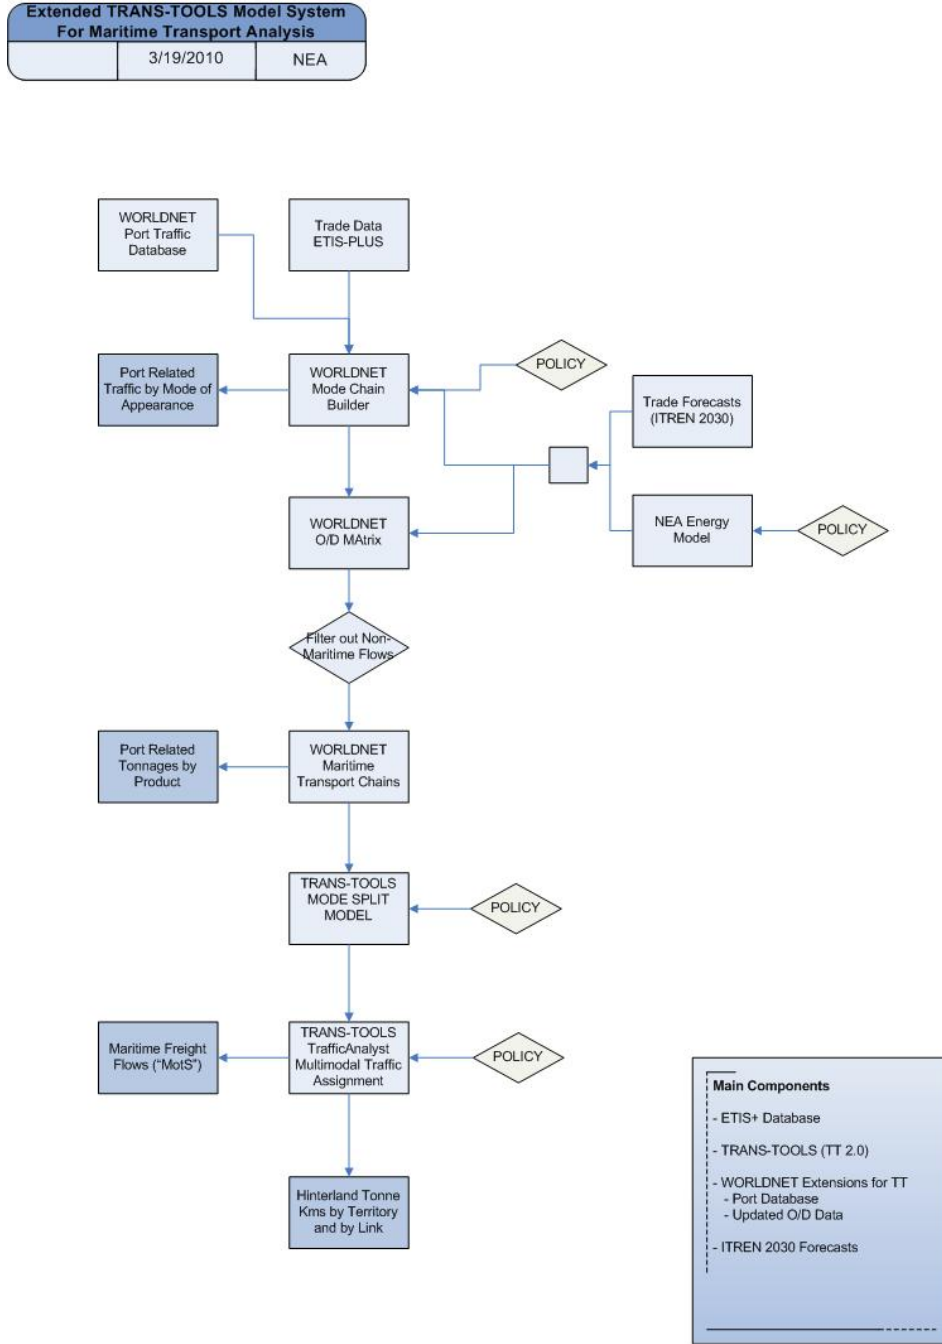 Extended TRANS-TOOLS Model System
For Maritime Transport Analysis
3/19/2010
NEA
WORLDNET
Port Traffic
Database
Trade Data
ETIS-PLUS
Port Related
Traffic by Mode of
Appearance
WORLDNET
Mode Chain
Builder
POLICY
Trade Forecasts
(ITREN 2030)
WORLDNET
O/D MAtrix
NEA Energy
Model
POLICY
Filter out Non-
Maritime Flows
Port Related
Tonnages by
Product
WORLDNET
Maritime
Transport Chains
TRANS-TOOLS
MODE SPLIT
MODEL
POLICY
Maritime Freight
Flows (“MotS”)
TRANS-TOOLS
TrafficAnalyst
Multimodal Traffic
Assignment
POLICY
Hinterland Tonne
Kms by Territory
and by Link
Main Components
- ETIS+ Database
- TRANS-TOOLS (TT 2.0)
- WORLDNET Extensions for TT
- Port Database
- Updated O/D Data
- ITREN 2030 Forecasts